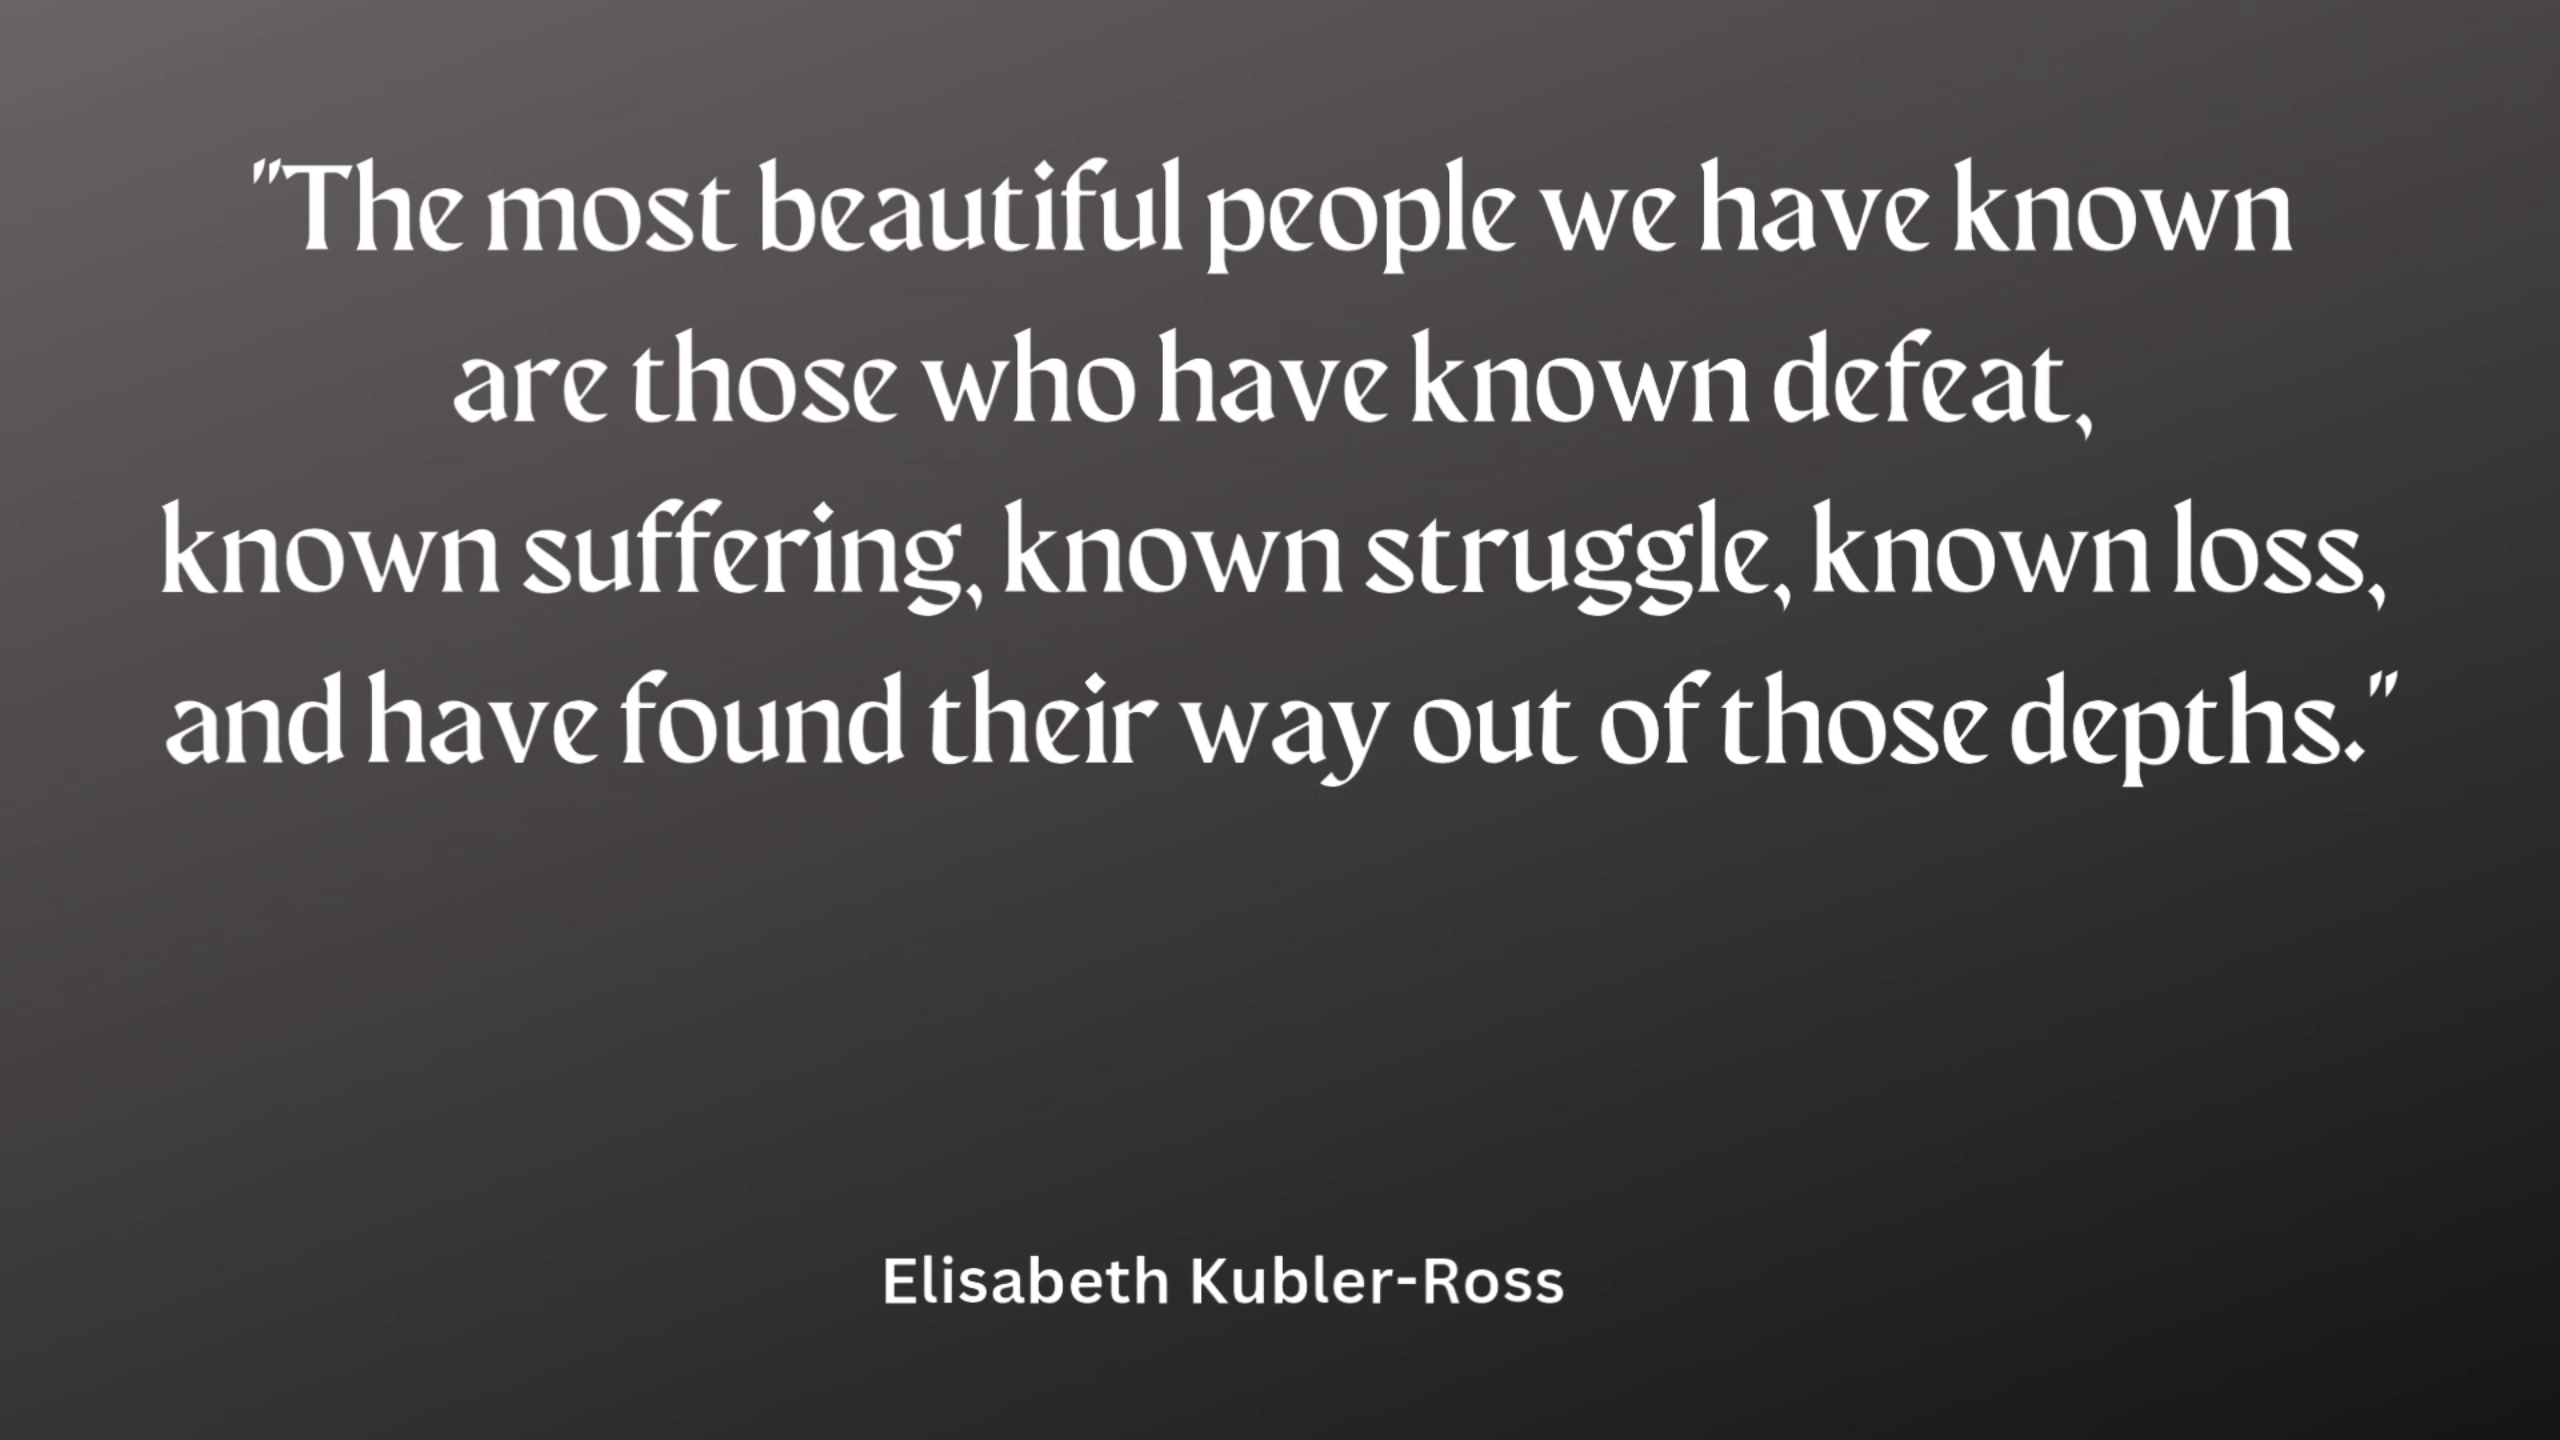 "The most beautiful people we have known
are those who have known defeat,
known suffering, known struggle, known loss,
and have found their way out of those depths."
Elisabeth Kubler-Ross